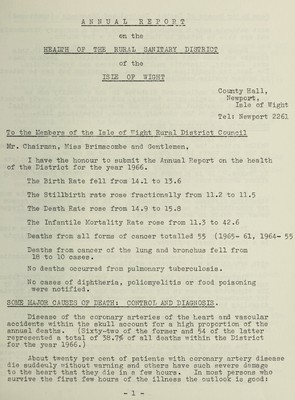 ANNUAL REPORT
on the
HEALTH OF THE RURAL SANITARY DISTRICT
of the
ISLE OF WIGHT
County Hall,
Newport,
Isle of Wight
Tel: Newport 2261
To the Members of the Isle of Wight Rural District Council
Mr. Chairman, Miss Brimacombe and Gentlemen,
I have the honour to submit the Annual Report on the health
of the District for the year 1966.
The Birth Rate fell from 14.1 to 13.6
The Stillbirth rate rose fractionally from 11.2 to 11.5
The Death Rate rose from 14.9 to 15.8
The Infantile Mortality Rate rose from 11.3 to 42.6
Deaths from all forms of cancer totalled 55 (1965- 61, 1964- 55
Deaths from cancer of the lung and bronchus fell from
18 to 10 cases.
No deaths occurred from pulmonary tuberculosis.
No cases of diphtheria, poliomyelitis or food poisoning
were notified.
SOME MAJOR CAUSES OF DEATH: CONTROL AND DIAGNOSIS.
Disease of the coronary arteries of the heart and vascular
accidents within the skull account for a high proportion of the
annual deaths. (Sixty-two of the former and 54 of the latter
represented a total of 38.7% of all deaths within the District
for the year 1966.)
About twenty per cent of patients with coronary artery disease
die suddenly without warning and others have such severe damage
to the heart that they die in a few hours. In most persons who
survive the first few hours of the illness the outlook is good:
- 1 -